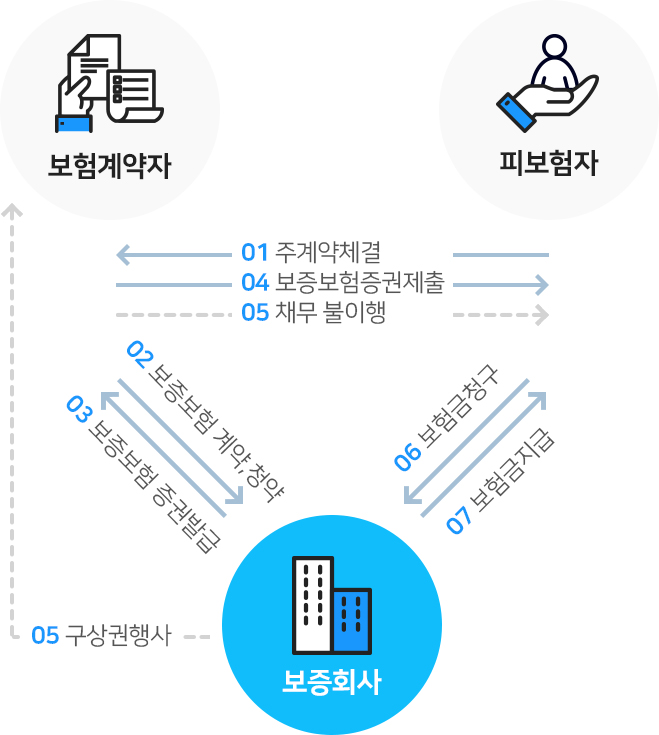 보험계약자
피보험자
01 주계약체결
04 보증보험증권제출
05 채무 불이행
02 보증보험 계약,청약
03 보증보험 증권발급
06 보험금청구
07 보험금지급
05 구상권행사
보증회사